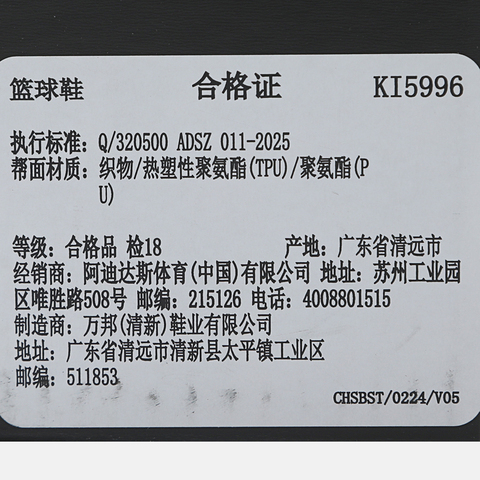 篮球鞋 合格证 KI5996
执行标准: Q/320500 ADSZ 011-2025
帮面材质: 织物/热塑性聚氨酯(TPU)/聚氨酯(P
U)
等级: 合格品 检18 产地: 广东省清远市
经销商: 阿迪达斯体育(中国)有限公司 地址: 苏州工业园
区唯胜路508号 邮编: 215126 电话: 4008801515
制造商: 万邦(清新)鞋业有限公司
地址: 广东省清远市清新县太平镇工业区
邮编: 511853
CHSBST/0224/V05